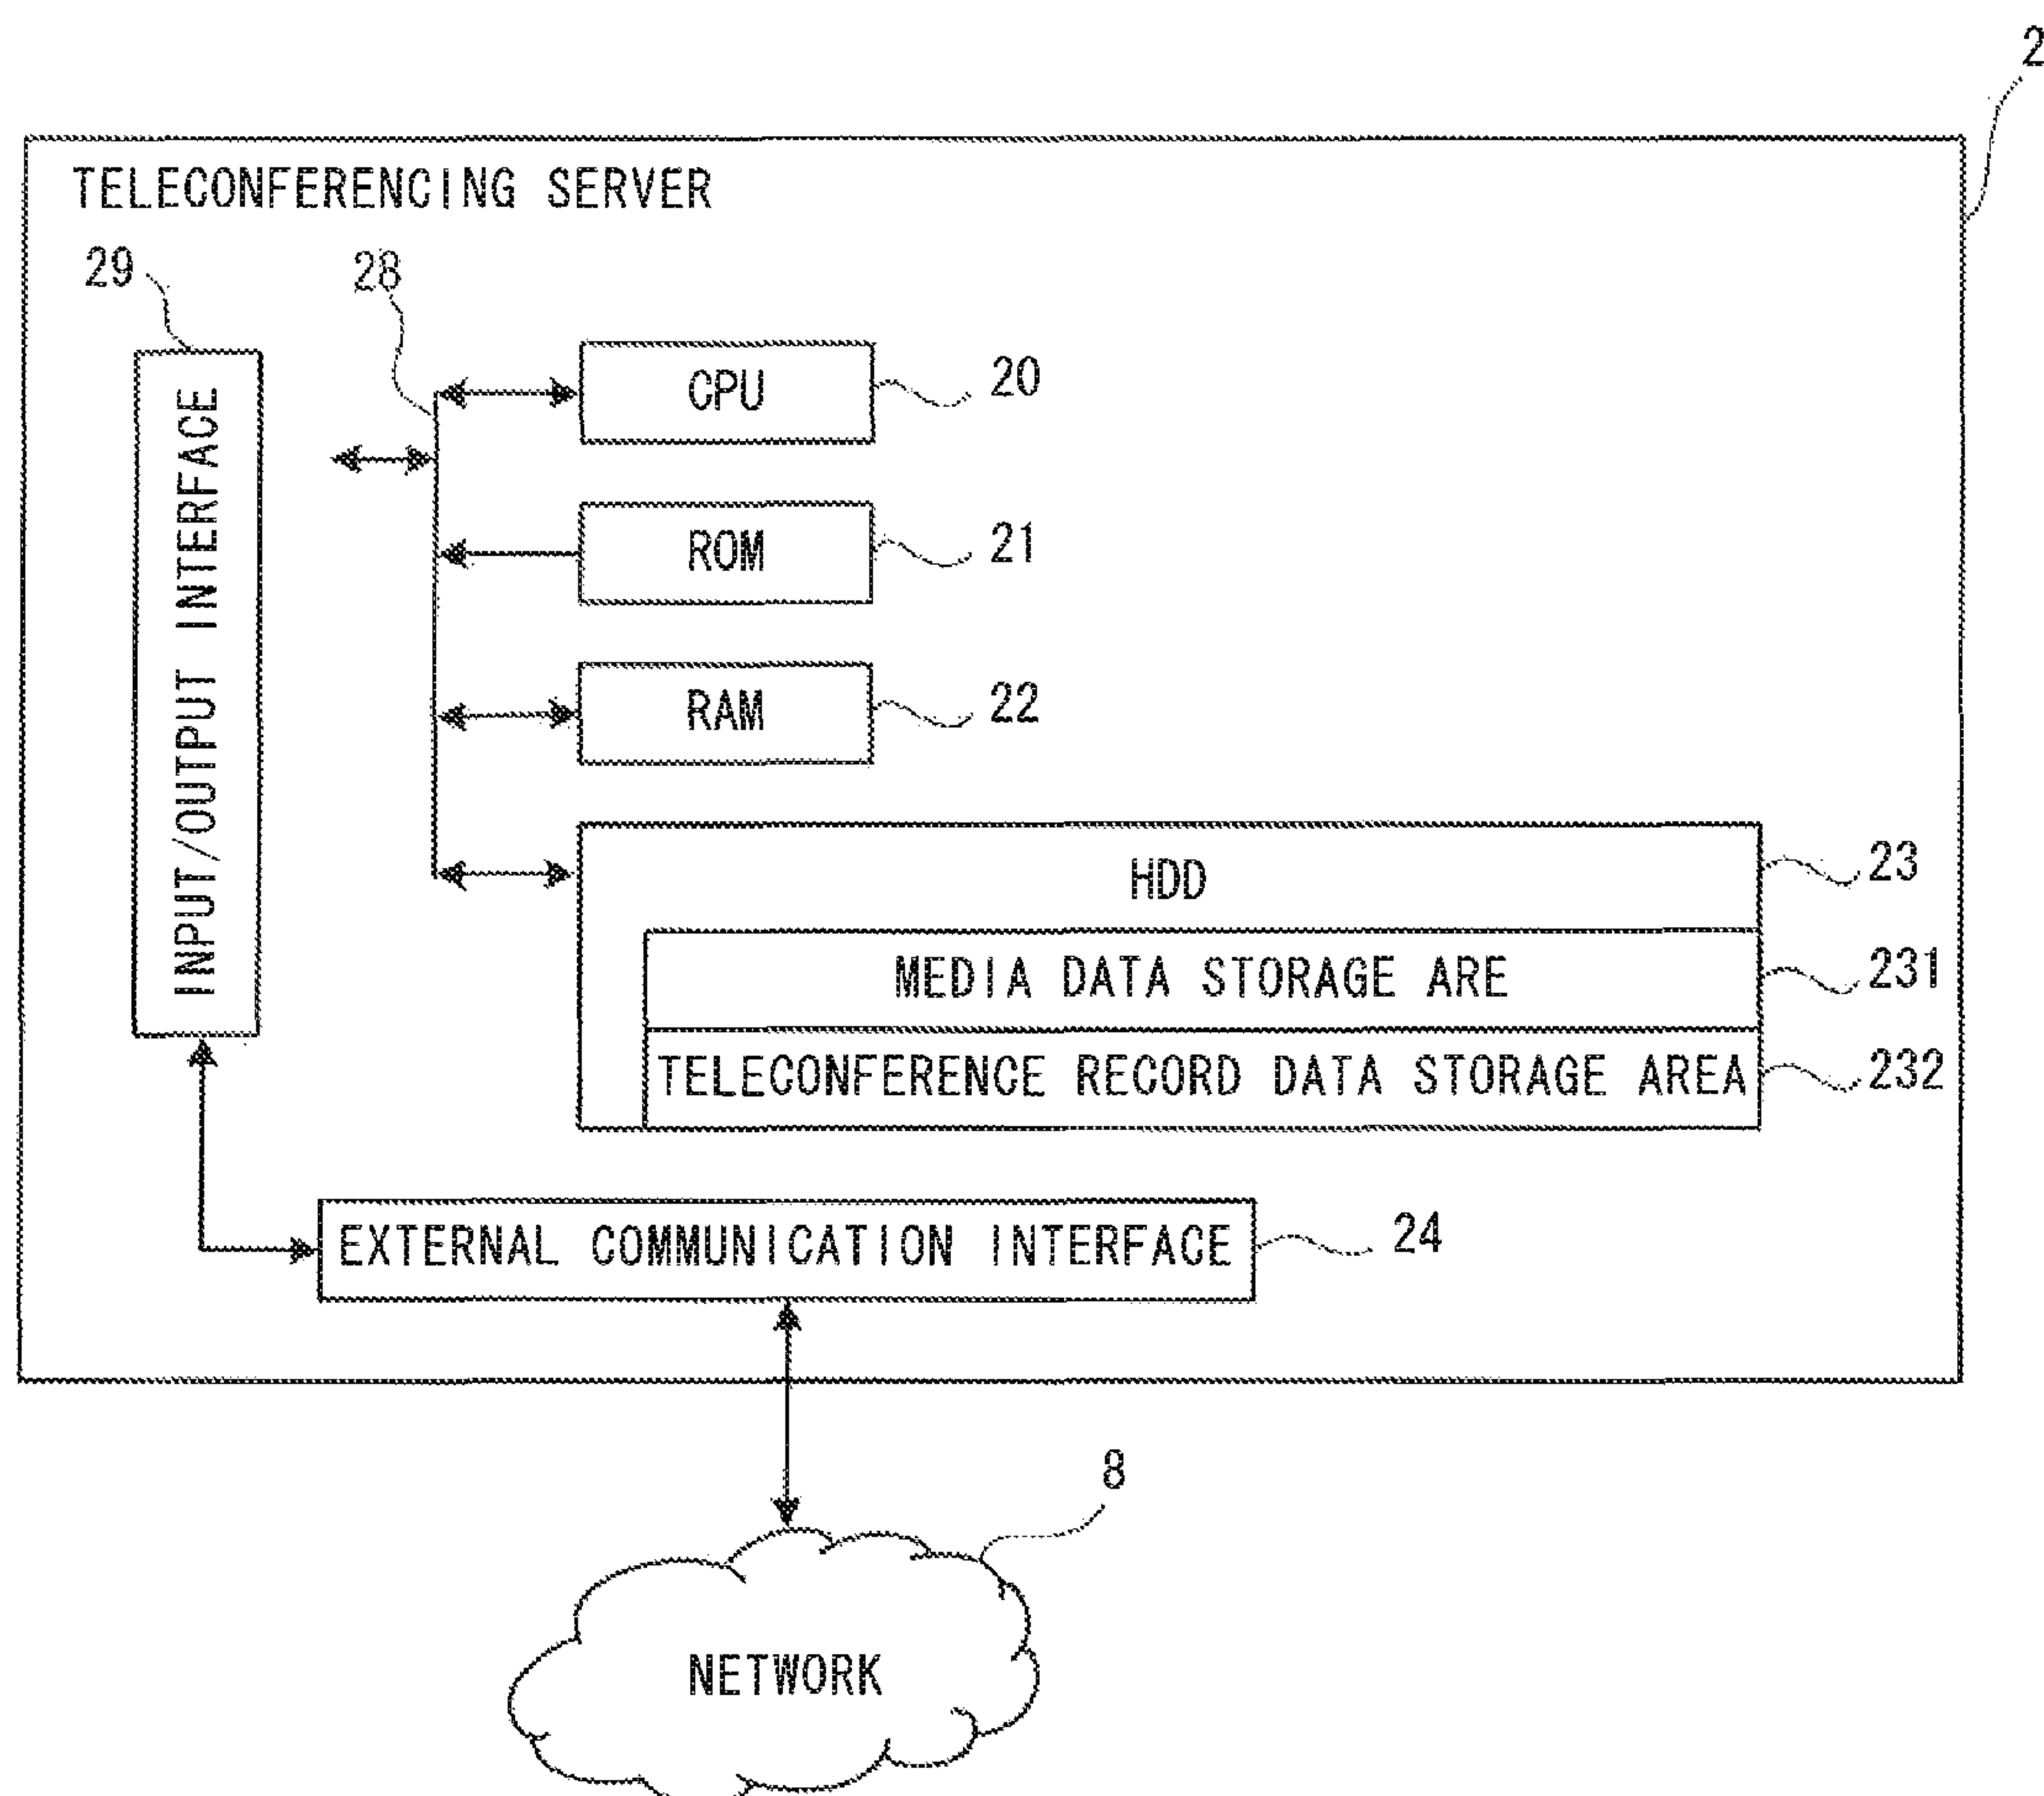 2
TELECONFERENCING SERVER
29
28
INPUT/OUTPUT INTERFACE
CPU
20
ROM
21
RAM
22
HDD
23
MEDIA DATA STORAGE ARE
231
TELECONFERENCE RECORD DATA STORAGE AREA
232
EXTERNAL COMMUNICATION INTERFACE
24
8
NETWORK